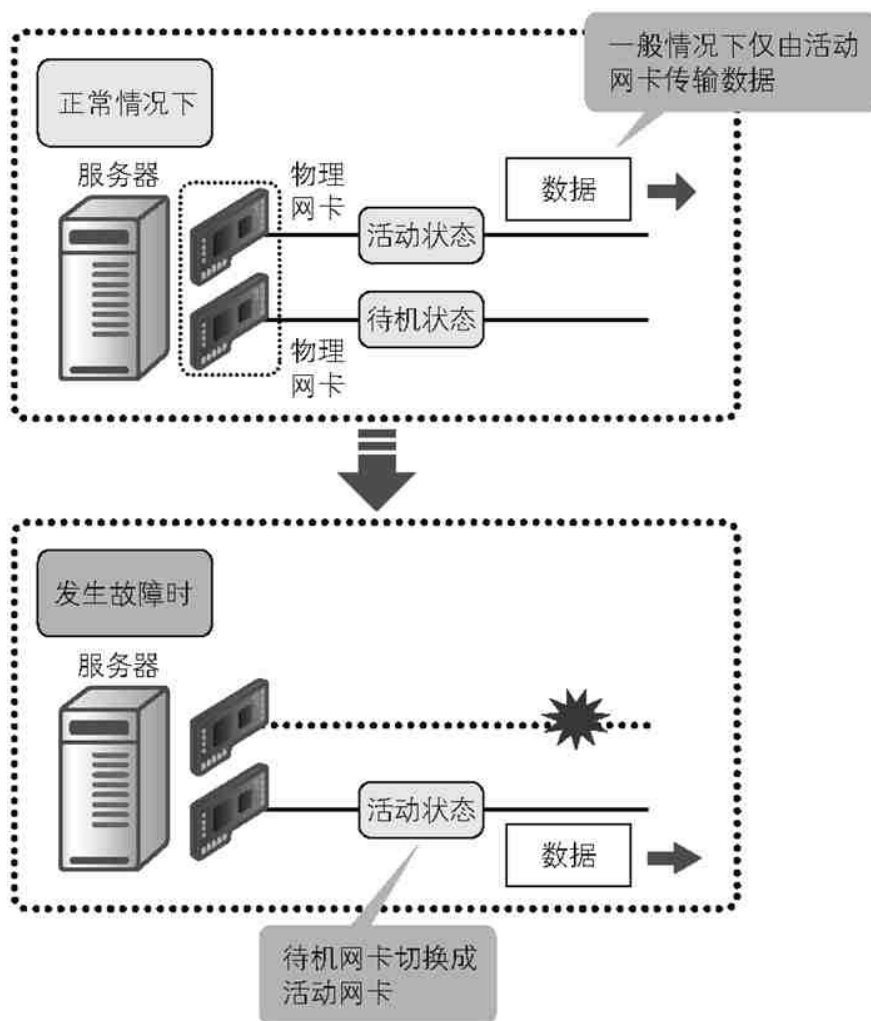 一般情况下仅由活动
网卡传输数据
正常情况下
服务器
物理
网卡
数据
活动状态
待机状态
物理
网卡
发生故障时
服务器
活动状态
数据
待机网卡切换成
活动网卡